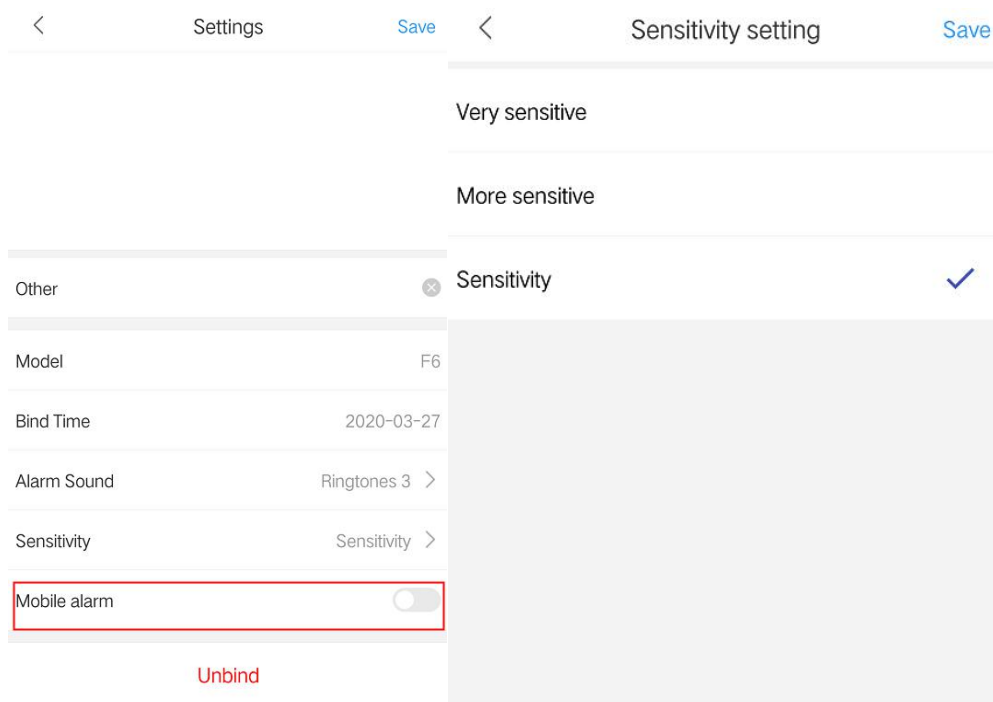 Settings Save
Other
Model F6
Bind Time 2020-03-27
Alarm Sound Ringtones 3
Sensitivity Sensitivity
Mobile alarm
Unbind
Sensitivity setting Save
Very sensitive
More sensitive
Sensitivity